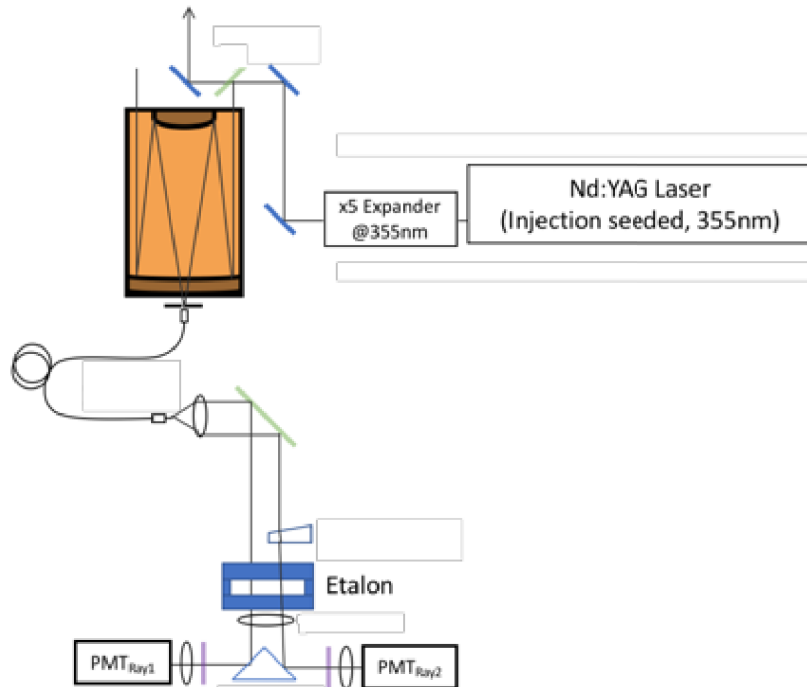 Nd:YAG Laser
(Injection seeded, 355nm)
x5 Expander
@355nm
Etalon
PMTRay1
PMTRay2